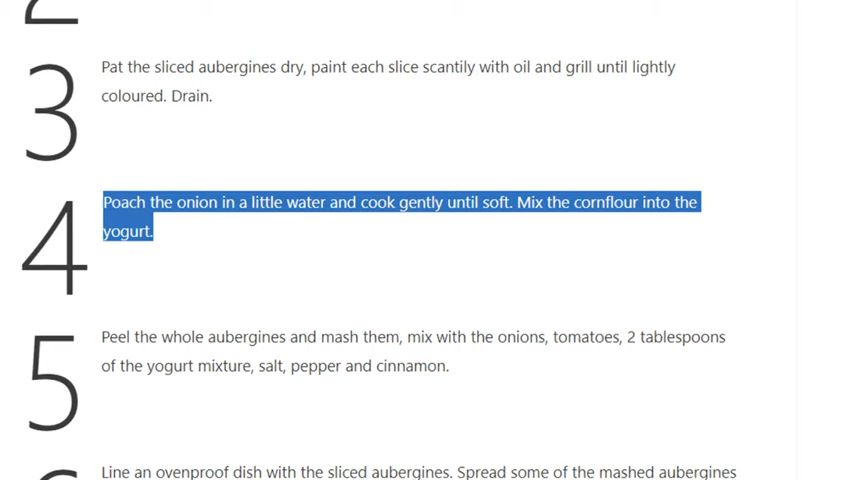 2
Pat the sliced aubergines dry, paint each slice scantily with oil and grill until lightly
3
coloured. Drain.
Poach the onion in a little water and cook gently until soft. Mix the cornflour into the
4
yogurt.
Peel the whole aubergines and mash them, mix with the onions, tomatoes, 2 tablespoons
5
of the yogurt mixture, salt, pepper and cinnamon.
6
Line an ovenproof dish with the sliced aubergines. Spread some of the mashed aubergines